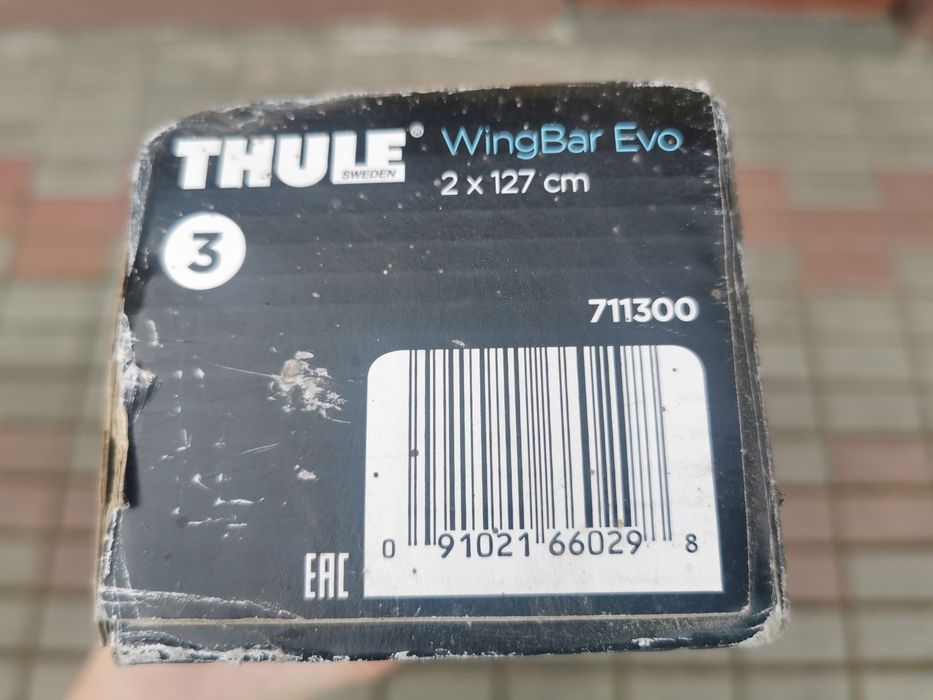 THULE® WingBar Evo
SWEDEN
2 x 127 cm
3
711300
0 91021 66029 8
EAC